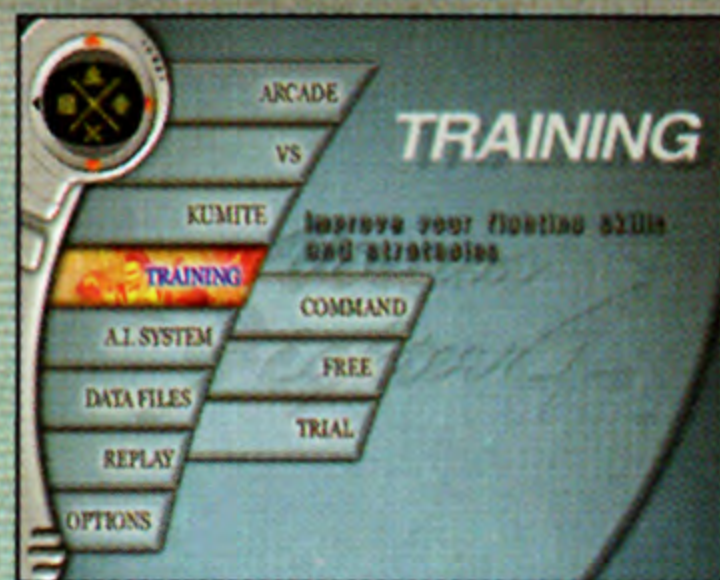 ARCADE
VS
KUMITE
TRAINING
A.I. SYSTEM
DATA FILES
REPLAY
OPTIONS
TRAINING
Improve your fighting skills
and strategies
COMMAND
FREE
TRIAL